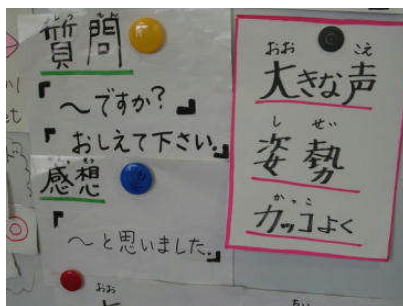 質問
「～ですか？」
「おしえて下さい。」
感想
「～と思いました。」
おお こえ
大きな声
しせい
姿勢
かっこ
カッコよく
おお